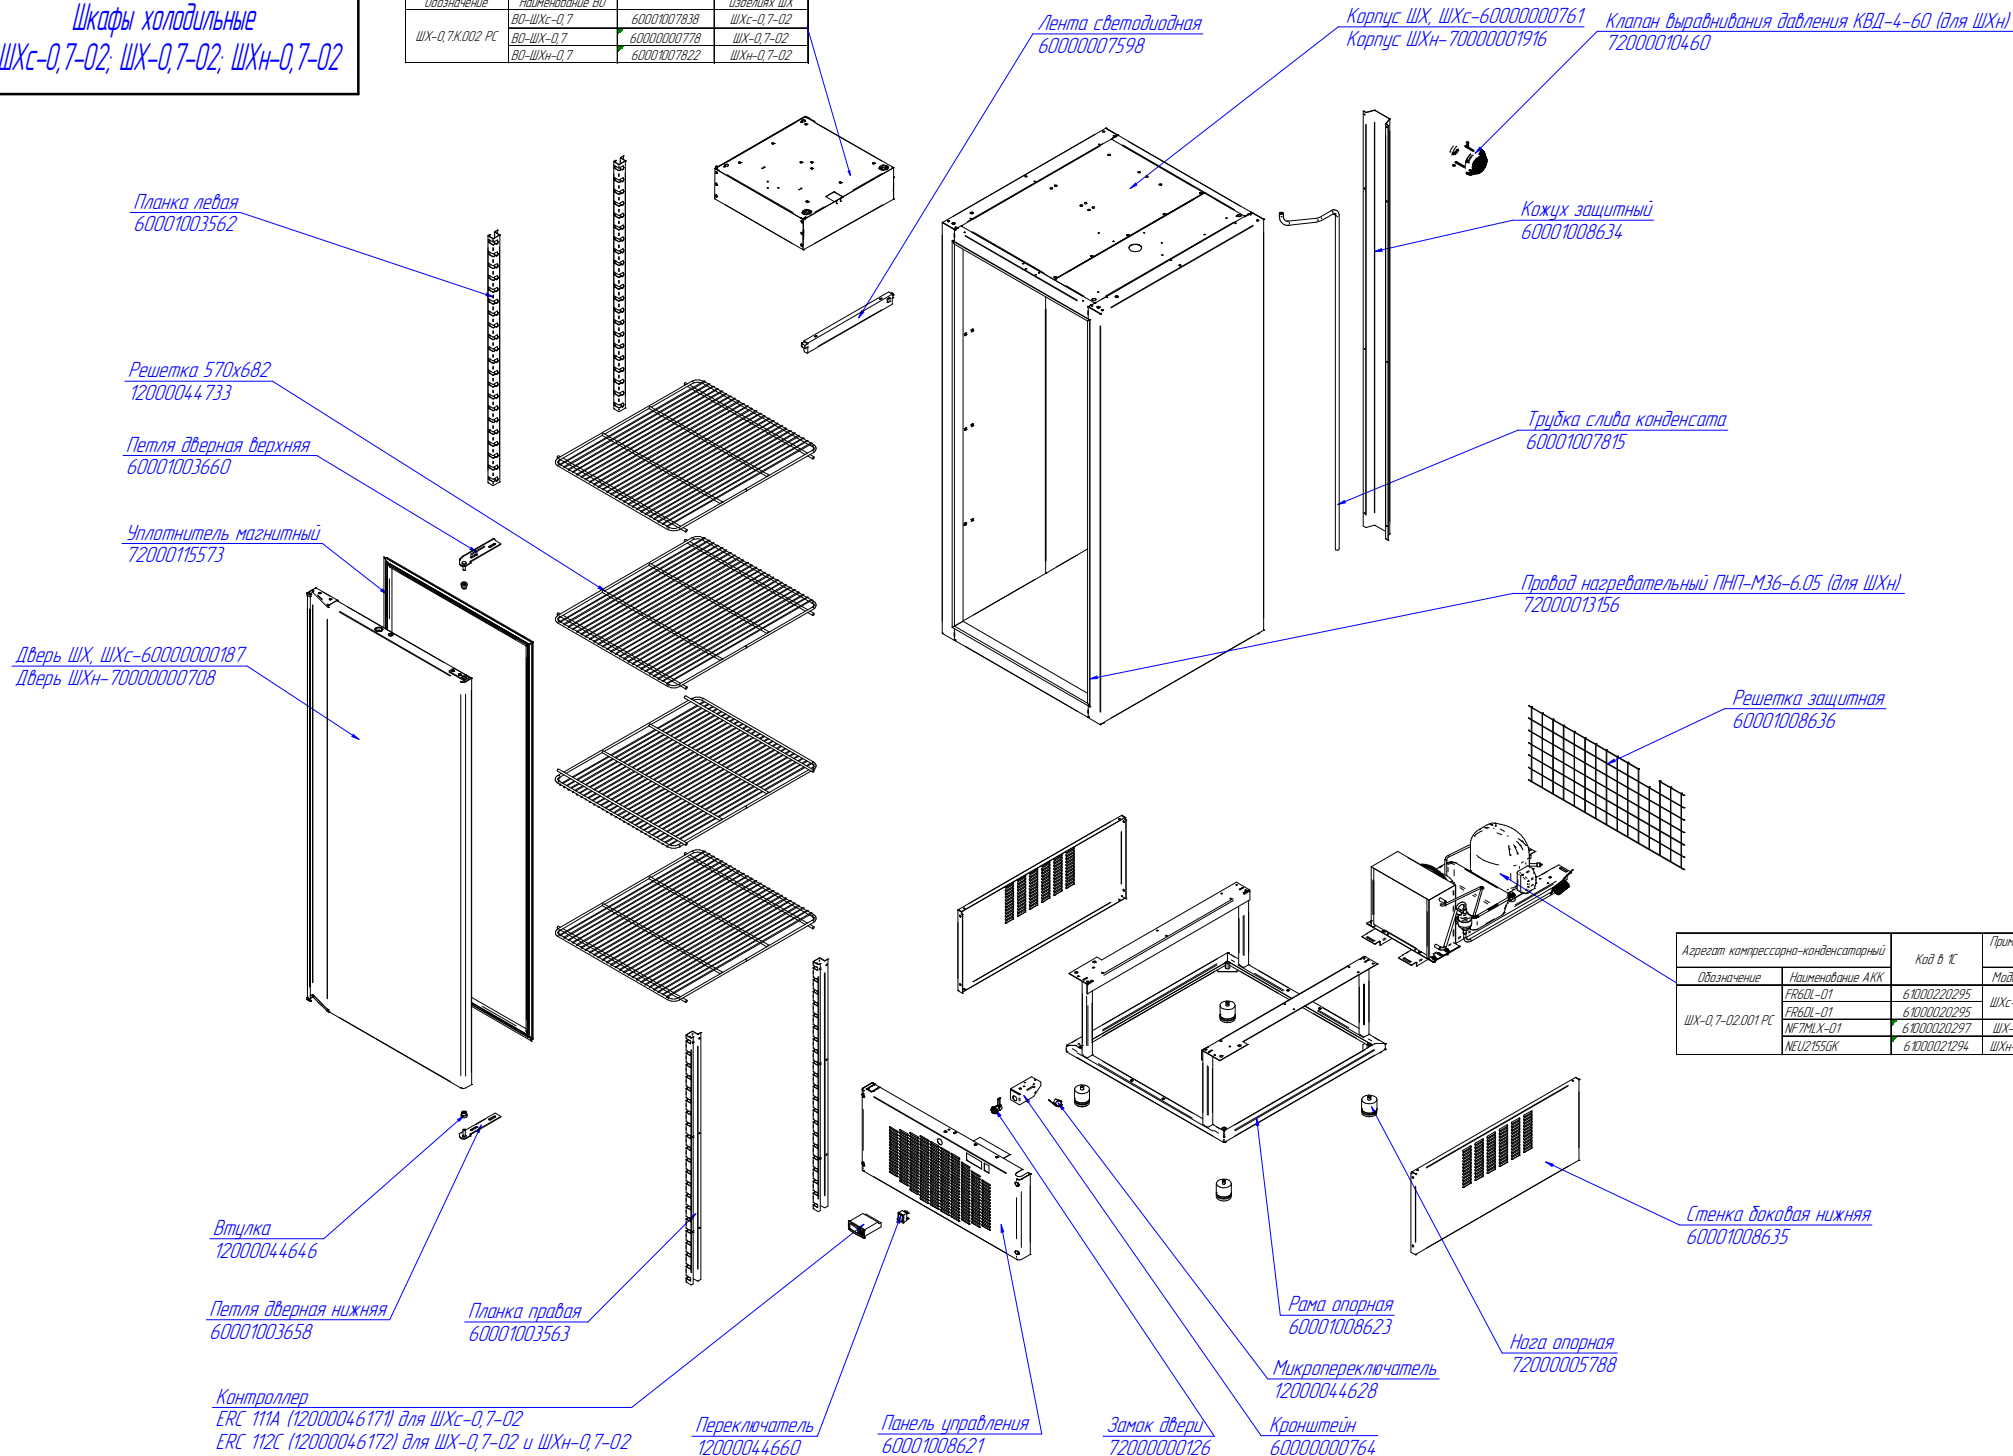 Шкафы холодильные
ШХс-0,7-02; ШХ-0,7-02; ШХн-0,7-02
Обозначение Наименование ВО изделиях ШХ
ШХ-0,7.К.002 РС
ВО-ШХс-0,7 60001007838 ШХс-0,7-02
ВО-ШХ-0,7 60000000778 ШХ-0,7-02
ВО-ШХн-0,7 60001007822 ШХн-0,7-02
Лента светодиодная
60000007598
Корпус ШХ, ШХс-60000000761
Корпус ШХн-70000001916
Клапан выравнивания давления КВД-4-60 (для ШХн)
72000010460
Планка левая
60001003562
Кожух защитный
60001008634
Решетка 570х682
12000044733
Петля дверная верхняя
60001003660
Трубка слива конденсата
60001007815
Уплотнитель магнитный
72000115573
Провод нагревательный ПНП-М36-6.05 (для ШХн)
72000013156
Дверь ШХ, ШХс-60000000187
Дверь ШХн-70000000708
Решетка защитная
60001008636
Агрегат компрессорно-конденсаторный Код в 1С
Обозначение Наименование АКК
ШХ-0,7-02.001 РС
FR6DL-01 61000220295 ШХс-
FR6DL-01 61000020295
NF7MLX-01 61000020297 ШХ-
NEU2155GK 61000021294 ШХн-
Втулка
12000044646
Петля дверная нижняя
60001003658
Планка правая
60001003563
Стенка боковая нижняя
60001008635
Рама опорная
60001008623
Нога опорная
72000005788
Микропереключатель
12000044628
Контроллер
ERC 111A (12000046171) для ШХс-0,7-02
ERC 112C (12000046172) для ШХ-0,7-02 и ШХн-0,7-02
Переключатель
12000044660
Панель управления
60001008621
Замок двери
72000000126
Кронштейн
60000000764